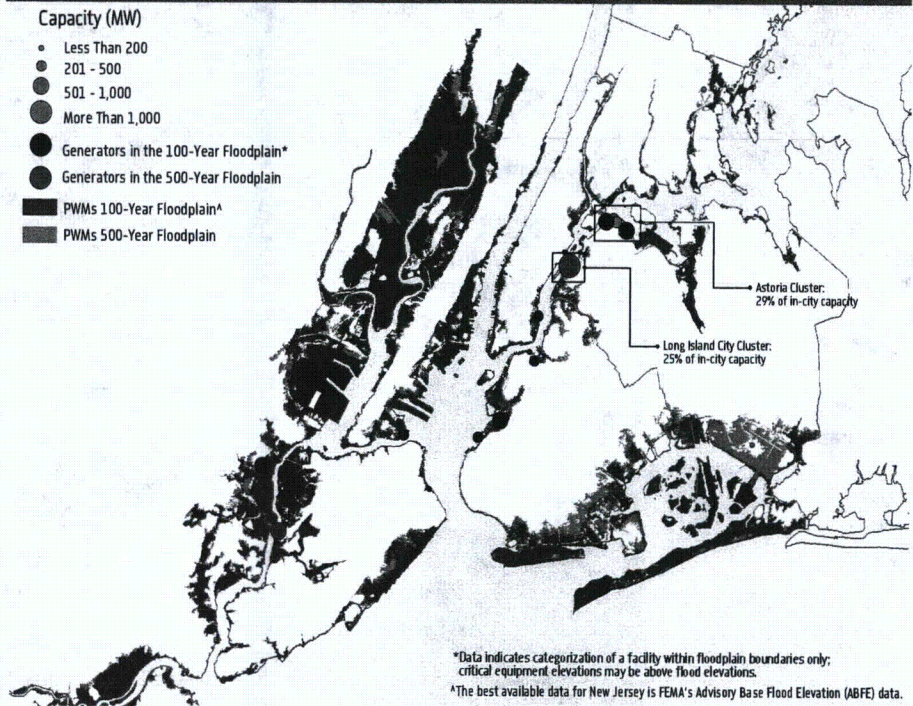 Capacity (MW)
Less Than 200
201 - 500
501 - 1,000
More Than 1,000
Generators in the 100-Year Floodplain*
Generators in the 500-Year Floodplain
PWMs 100-Year Floodplain^
PWMs 500-Year Floodplain
Astoria Cluster:
29% of in-city capacity
Long Island City Cluster:
25% of in-city capacity
*Data indicates categorization of a facility within floodplain boundaries only;
critical equipment elevations may be above flood elevations.
^The best available data for New Jersey is FEMA's Advisory Base Flood Elevation (ABFE) data.